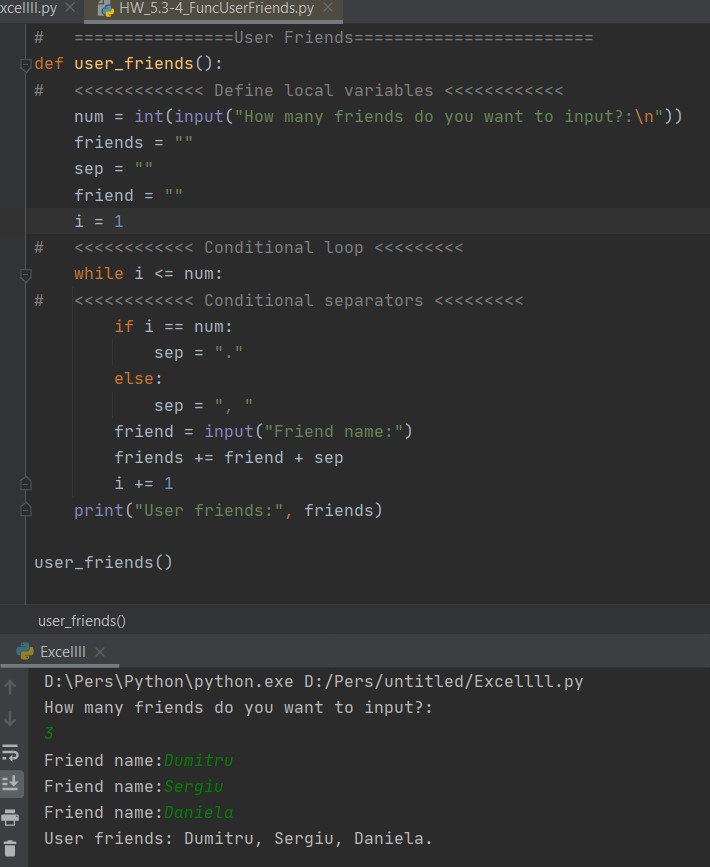 xcellll.py HW_5.3-4_FuncUserFriends.py
# ================User Friends========================
def user_friends():
# <<<<<<<<<<<<< Define local variables <<<<<<<<<<<<
num = int(input("How many friends do you want to input?:\n"))
friends = ""
sep = ""
friend = ""
i = 1
# <<<<<<<<<<<< Conditional loop <<<<<<<<<
while i <= num:
# <<<<<<<<<<<< Conditional separators <<<<<<<<<
if i == num:
sep = "."
else:
sep = ", "
friend = input("Friend name:")
friends += friend + sep
i += 1
print("User friends:", friends)
user_friends()
user_friends()
Excellll
D:\Pers\Python\python.exe D:/Pers/untitled/Excellll.py
How many friends do you want to input?:
3
Friend name:Dumitru
Friend name:Sergiu
Friend name:Daniela
User friends: Dumitru, Sergiu, Daniela.